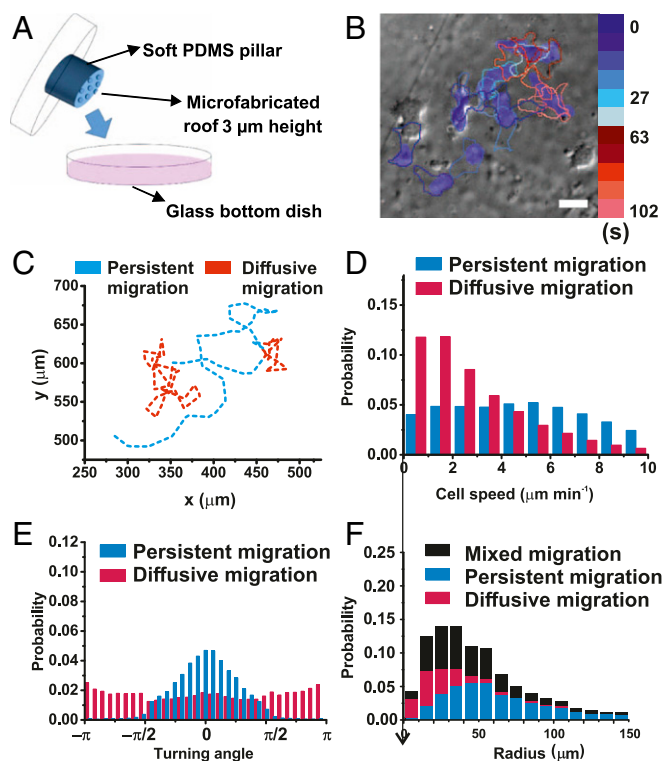 A
Soft PDMS pillar
Microfabricated
roof 3 μm height
Glass bottom dish
B
0
27
63
102
(s)
C
Persistent
migration
Diffusive
migration
700
650
600
550
500
y (μm)
250 300 350 400 450 500
x (μm)
D
Persistent migration
Diffusive migration
0.15
0.10
0.05
0.00
Probability
0 2 4 6 8 10
Cell speed (μm min⁻¹)
E
Persistent migration
Diffusive migration
0.12
0.10
0.08
0.06
0.04
0.02
0.00
Probability
−π −π/2 0 π/2 π
Turning angle
F
Mixed migration
Persistent migration
Diffusive migration
0.25
0.20
0.15
0.10
0.05
0.00
Probability
0 50 100 150
Radius (μm)